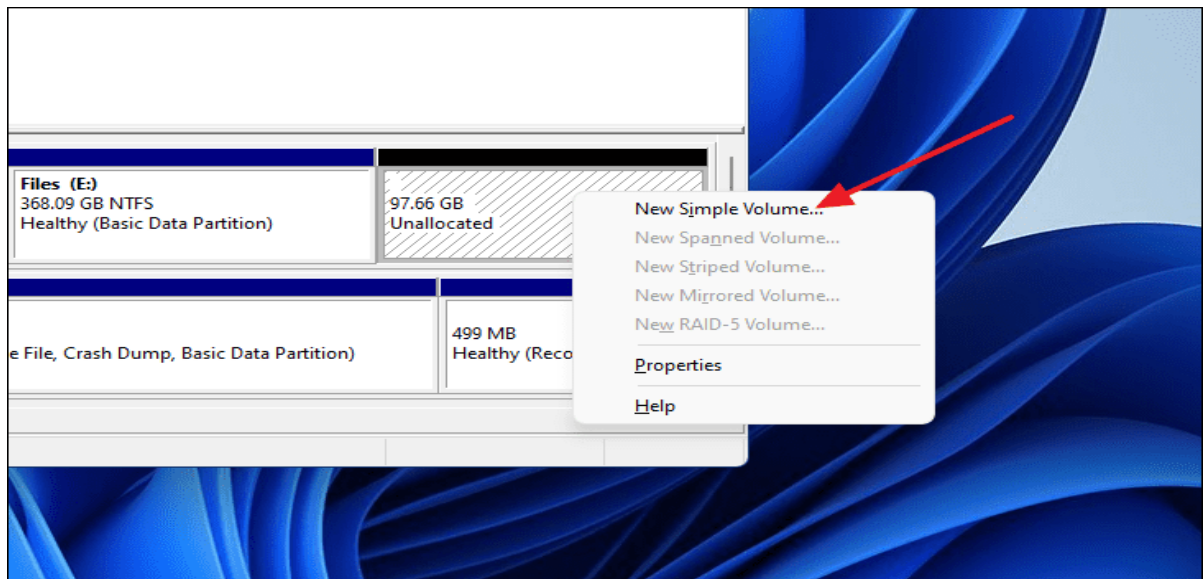 Files (E:)
368.09 GB NTFS
Healthy (Basic Data Partition)
97.66 GB
Unallocated
New Simple Volume...
New Spanned Volume...
New Striped Volume...
New Mirrored Volume...
New RAID-5 Volume...
Properties
Help
e File, Crash Dump, Basic Data Partition)
499 MB
Healthy (Reco